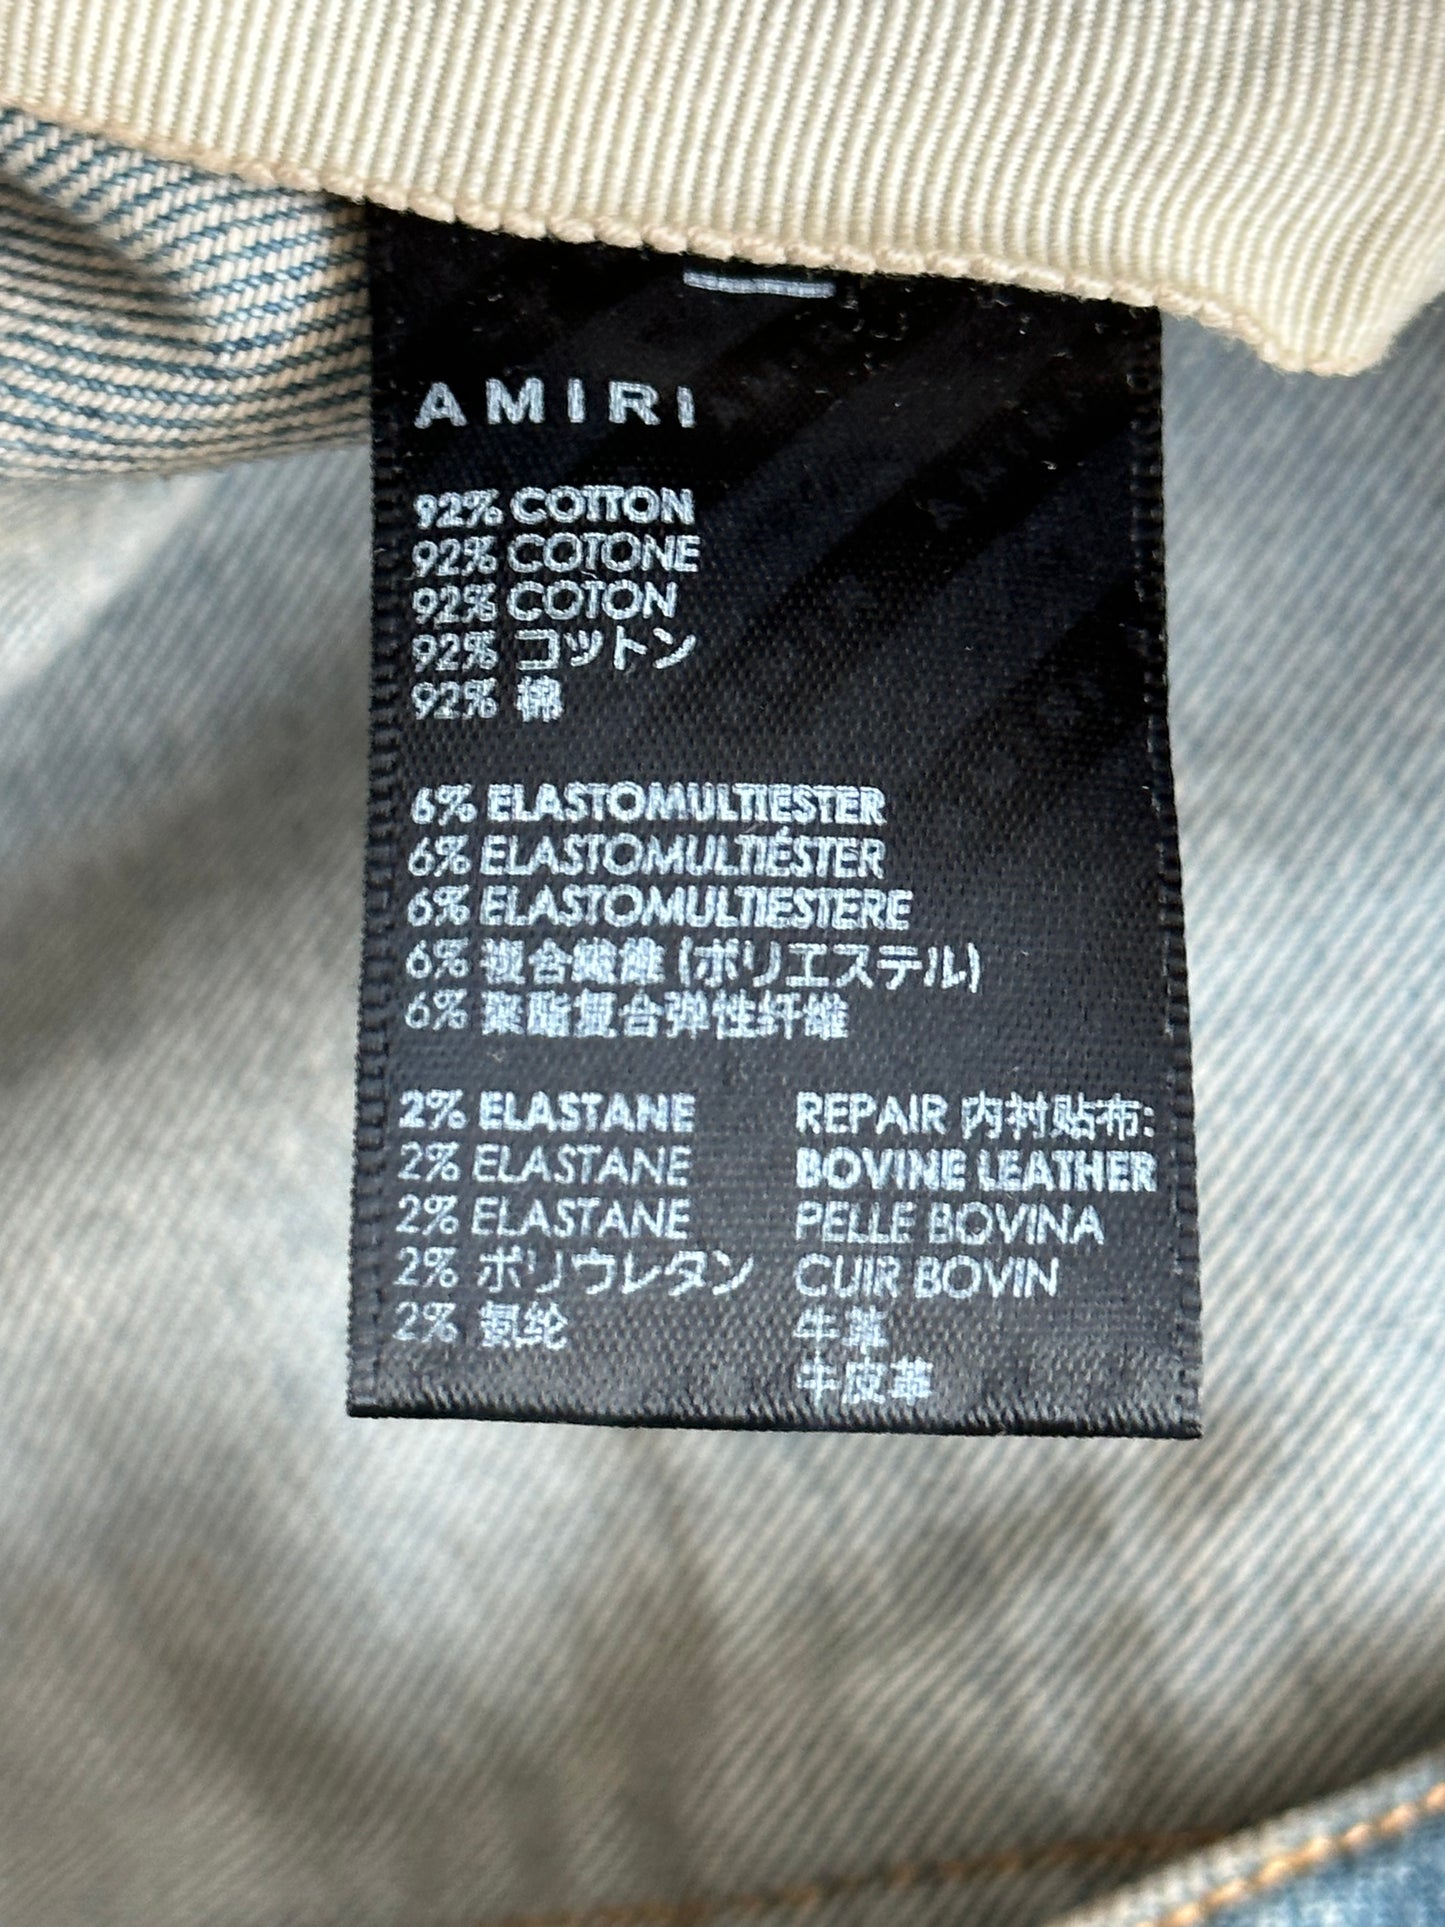 AMIRI
92% COTTON
92% COTONE
92% COTON
92% コットン
92% 棉
6% ELASTOMULTIESTER
6% ELASTOMULTIÉSTER
6% ELASTOMULTIESTERE
6% 複合繊維 (ポリエステル)
6% 聚酯复合弹性纤维
2% ELASTANE
2% ELASTANE
2% ELASTANE
2% ポリウレタン
2% 氨纶
REPAIR 内衬贴布:
BOVINE LEATHER
PELLE BOVINA
CUIR BOVIN
牛革
牛皮革